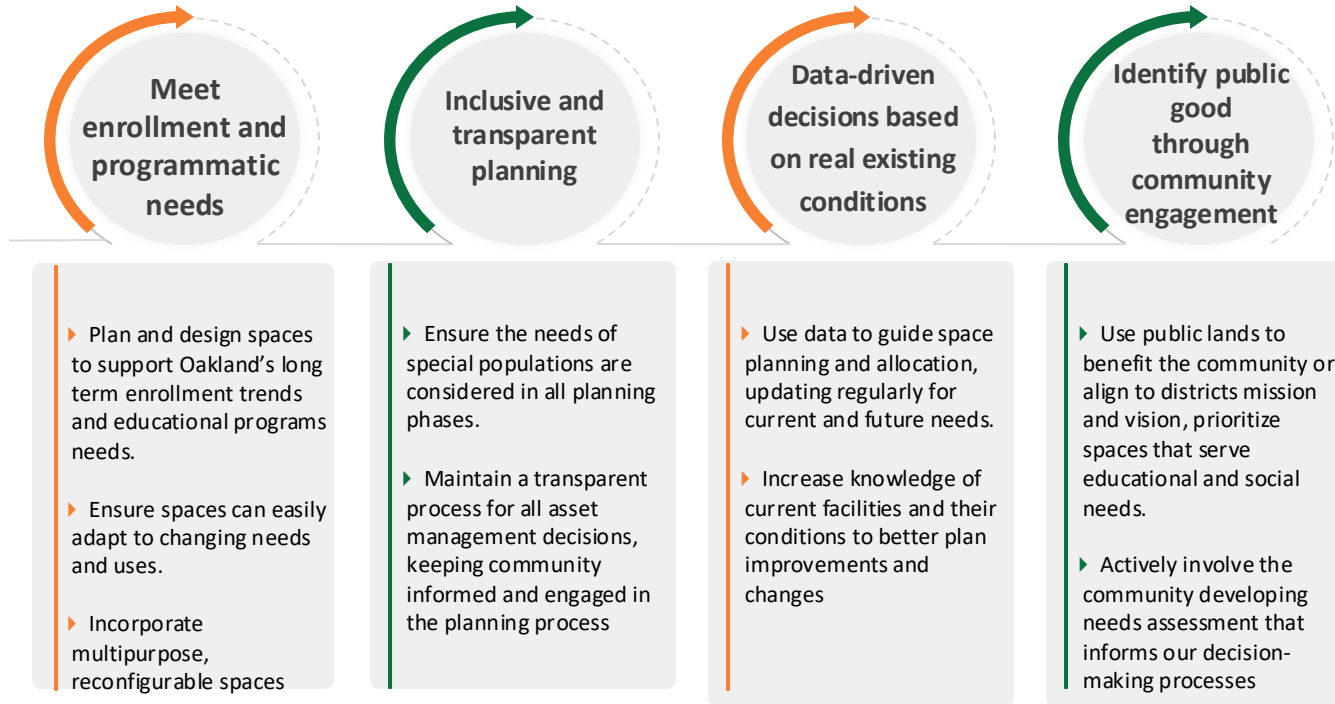 Meet
enrollment and
programmatic
needs
Inclusive and
transparent
planning
Data-driven
decisions based
on real existing
conditions
Identify public
good
through
community
engagement
Plan and design spaces
to support Oakland's long
term enrollment trends
and educational programs
needs.
Ensure spaces can easily
adapt to changing needs
and uses.
Incorporate
multipurpose,
reconfigurable spaces
Ensure the needs of
special populations are
considered in all planning
phases.
Maintain a transparent
process for all asset
management decisions,
keeping community
informed and engaged in
the planning process
Use data to guide space
planning and allocation,
updating regularly for
current and future needs.
Increase knowledge of
current facilities and their
conditions to better plan
improvements and
changes
Use public lands to
benefit the community or
align to districts mission
and vision, prioritize
spaces that serve
educational and social
needs.
Actively involve the
community developing
needs assessment that
informs our decision-
making processes